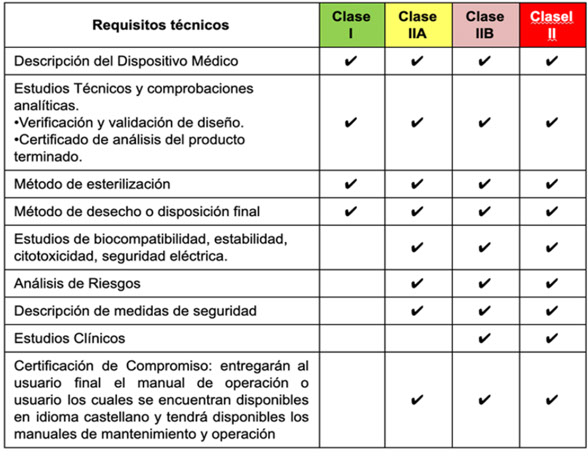 Requisitos técnicos Clase I Clase IIA Clase IIB Clasel II
Descripción del Dispositivo Médico ✔ ✔ ✔ ✔
Estudios Técnicos y comprobaciones
analíticas.
•Verificación y validación de diseño.
•Certificado de análisis del producto
terminado. ✔ ✔ ✔ ✔
Método de esterilización ✔ ✔ ✔ ✔
Método de desecho o disposición final ✔ ✔ ✔ ✔
Estudios de biocompatibilidad, estabilidad,
citotoxicidad, seguridad eléctrica. ✔ ✔ ✔
Análisis de Riesgos ✔ ✔ ✔
Descripción de medidas de seguridad ✔ ✔ ✔
Estudios Clínicos ✔ ✔
Certificación de Compromiso: entregarán al
usuario final el manual de operación o
usuario los cuales se encuentran disponibles
en idioma castellano y tendrá disponibles los
manuales de mantenimiento y operación ✔ ✔ ✔